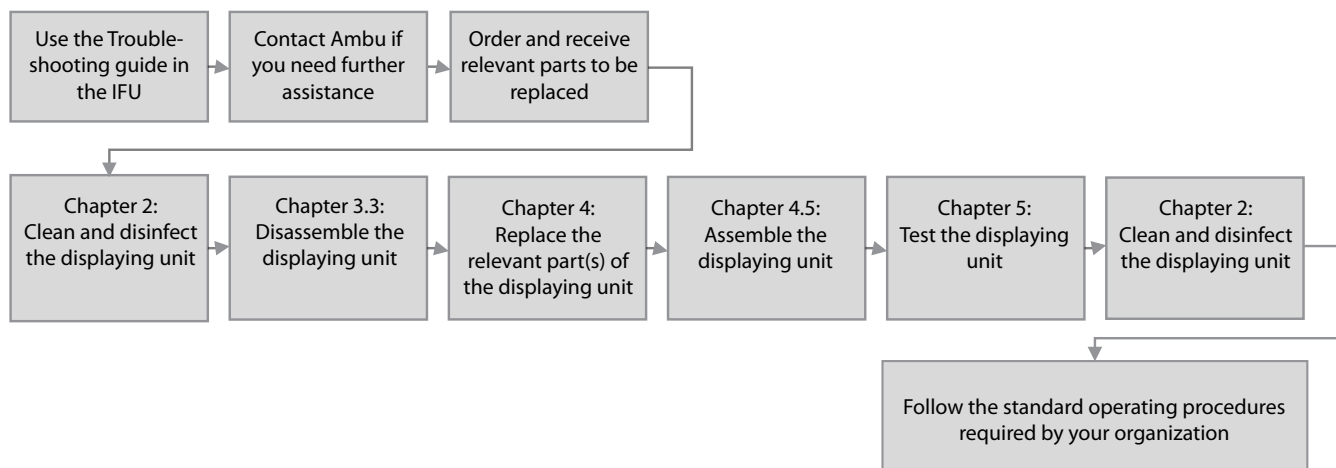 Use the Trouble-
shooting guide in
the IFU
Contact Ambu if
you need further
assistance
Order and receive
relevant parts to be
replaced
Chapter 2:
Clean and disinfect
the displaying unit
Chapter 3.3:
Disassemble the
displaying unit
Chapter 4:
Replace the
relevant part(s) of
the displaying unit
Chapter 4.5:
Assemble the
displaying unit
Chapter 5:
Test the displaying
unit
Chapter 2:
Clean and disinfect
the displaying unit
Follow the standard operating procedures
required by your organization